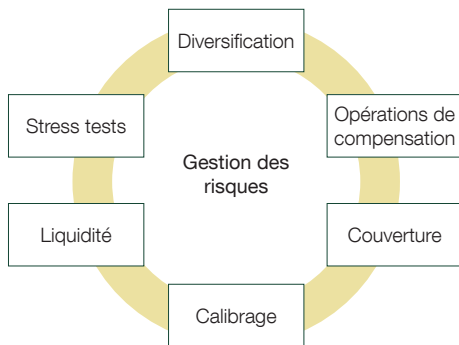 Diversification
Opérations de
compensation
Stress tests
Gestion des
risques
Liquidité
Couverture
Calibrage